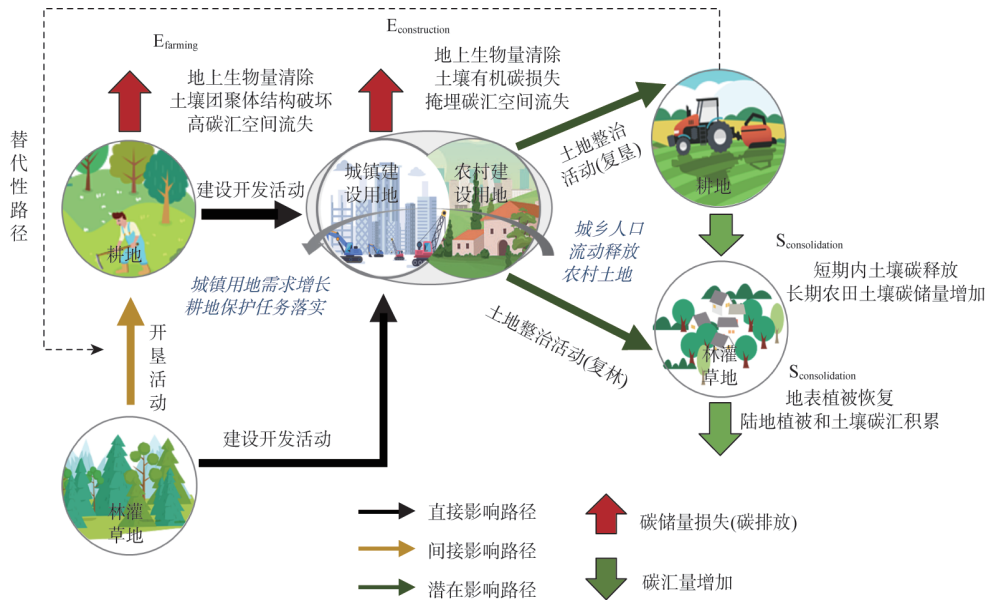 E farming
地上生物量清除
土壤团聚体结构破坏
高碳汇空间流失
E construction
地上生物量清除
土壤有机碳损失
掩埋碳汇空间流失
替代性路径
耕地
建设开发活动
城镇建
设用地
农村建
设用地
土地整治
活动(复垦)
耕地
城镇用地需求增长
耕地保护任务落实
城乡人口
流动释放
农村土地
S consolidation
短期内土壤碳释放
长期农田土壤碳储量增加
开垦活动
土地整治活动(复林)
林灌
草地
S consolidation
地表植被恢复
陆地植被和土壤碳汇积累
建设开发活动
林灌
草地
直接影响路径
间接影响路径
潜在影响路径
碳储量损失(碳排放)
碳汇量增加